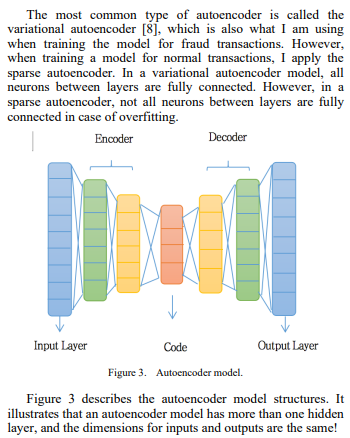 The most common type of autoencoder is called the
variational autoencoder [8], which is also what I am using
when training the model for fraud transactions. However,
when training a model for normal transactions, I apply the
sparse autoencoder. In a variational autoencoder model, all
neurons between layers are fully connected. However, in a
sparse autoencoder, not all neurons between layers are fully
connected in case of overfitting.
Encoder
Decoder
Input Layer
Code
Output Layer
Figure 3. Autoencoder model.
Figure 3 describes the autoencoder model structures. It
illustrates that an autoencoder model has more than one hidden
layer, and the dimensions for inputs and outputs are the same!